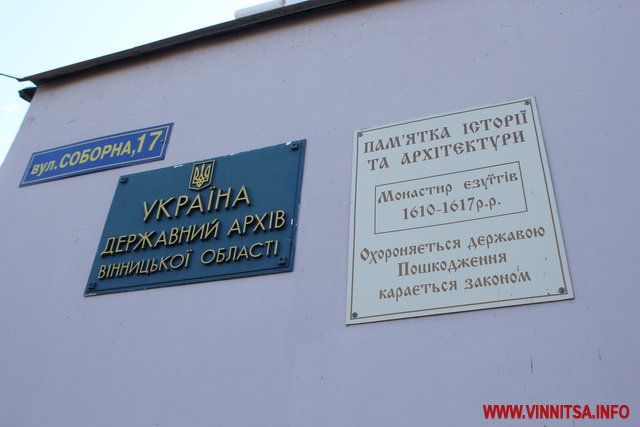 вул. СОБОРНА, 17
УКРАЇНА
ДЕРЖАВНИЙ АРХІВ
ВІННИЦЬКОЇ ОБЛАСТІ
ПАМ'ЯТКА ІСТОРІЇ
ТА АРХІТЕКТУРИ
Монастир єзуїтів
1610-1617р.р.
Охороняється державою
Пошкодження
карається законом
WWW.VINNITSA.INFO